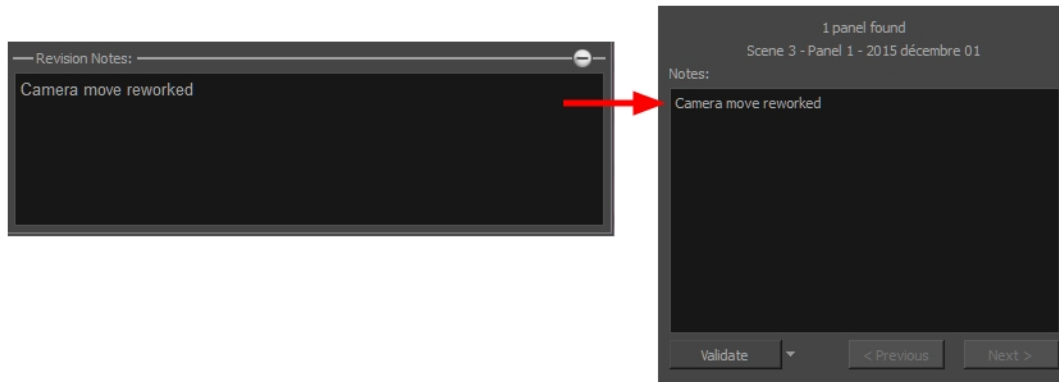 Revision Notes:
Camera move reworked
1 panel found
Scene 3 - Panel 1 - 2015 décembre 01
Notes:
Camera move reworked
Validate
< Previous
Next >